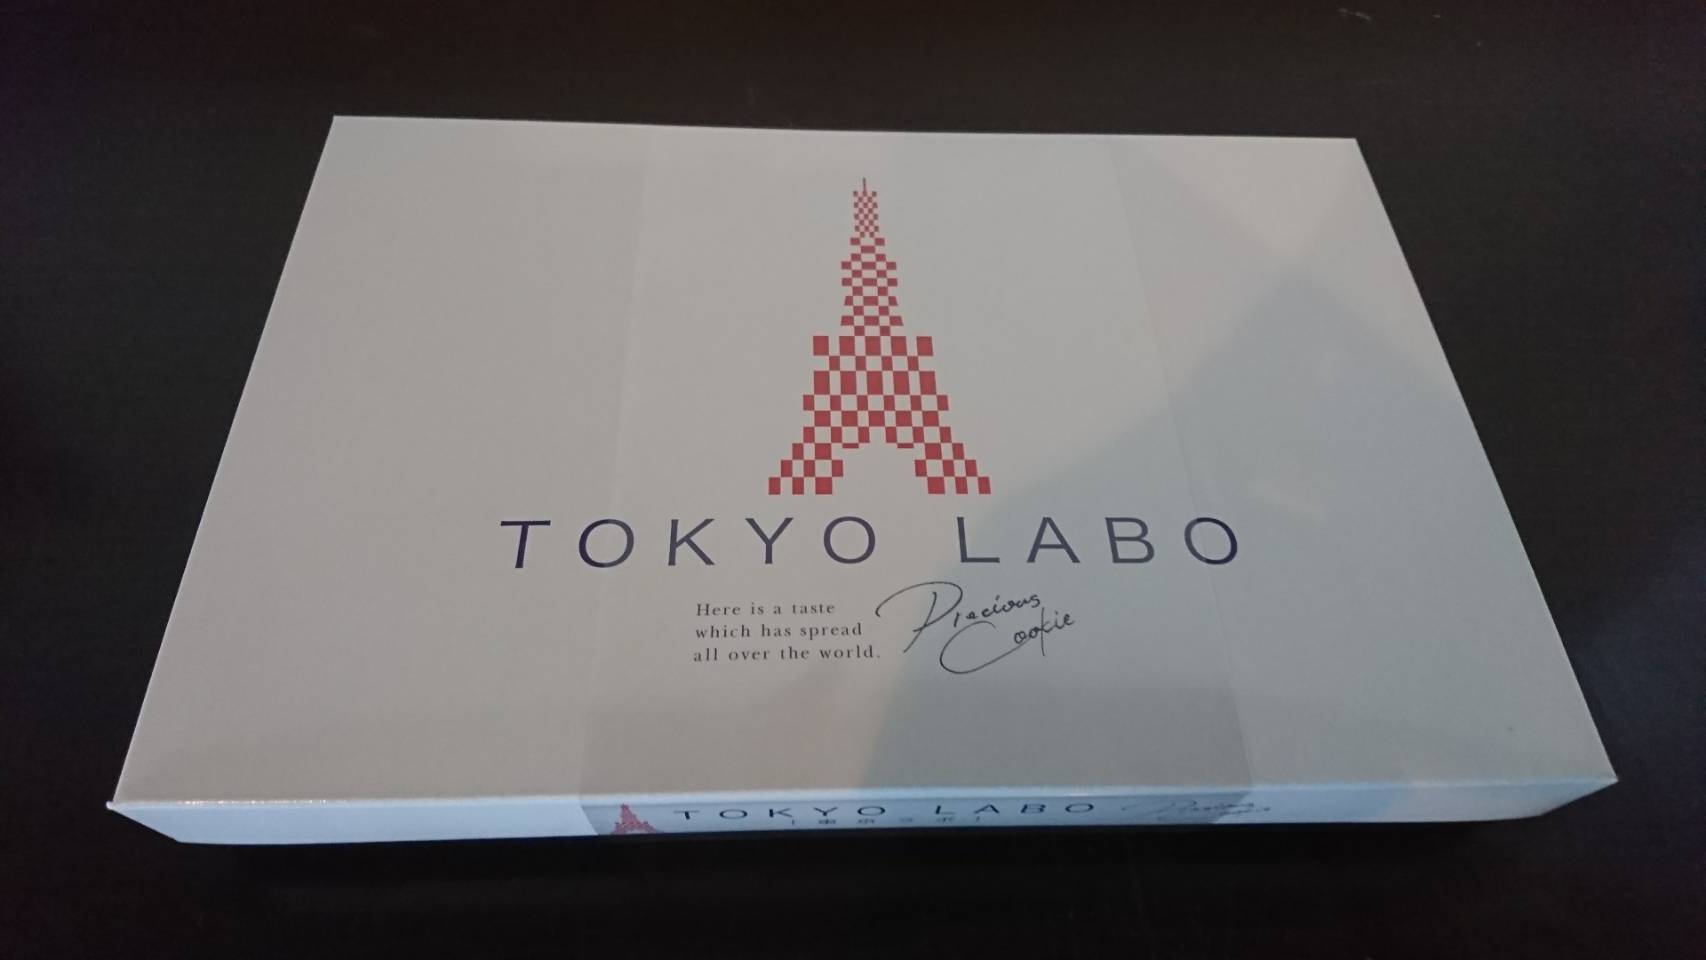 TOKYO LABO
Here is a taste
which has spread
all over the world.
Precious
Cookie
TOKYO LABO